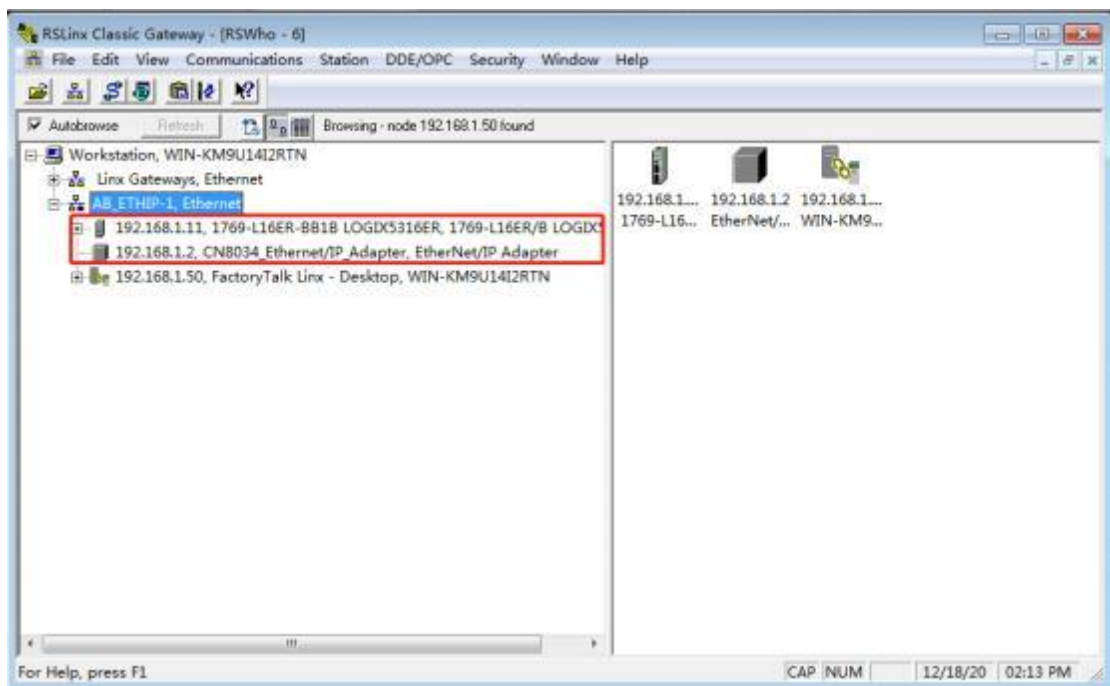 RSLinx Classic Gateway - [RSWho - 6]
File Edit View Communications Station DDE/OPC Security Window Help
Autobrowse Refresh Browsing - node 192.168.1.50 found
Workstation, WIN-KM9U14I2RTN
Linx Gateways, Ethernet
AB_ETHIP-1, Ethernet
192.168.1.11, 1769-L16ER-BB1B LOGIX5316ER, 1769-L16ER/B LOGIX5
192.168.1.2, CN8034_Ethernet/IP_Adapter, EtherNet/IP Adapter
192.168.1.50, FactoryTalk Linx - Desktop, WIN-KM9U14I2RTN
192.168.1.... 192.168.1.2 192.168.1....
1769-L16... EtherNet/... WIN-KM9...
For Help, press F1 CAP NUM 12/18/20 02:13 PM